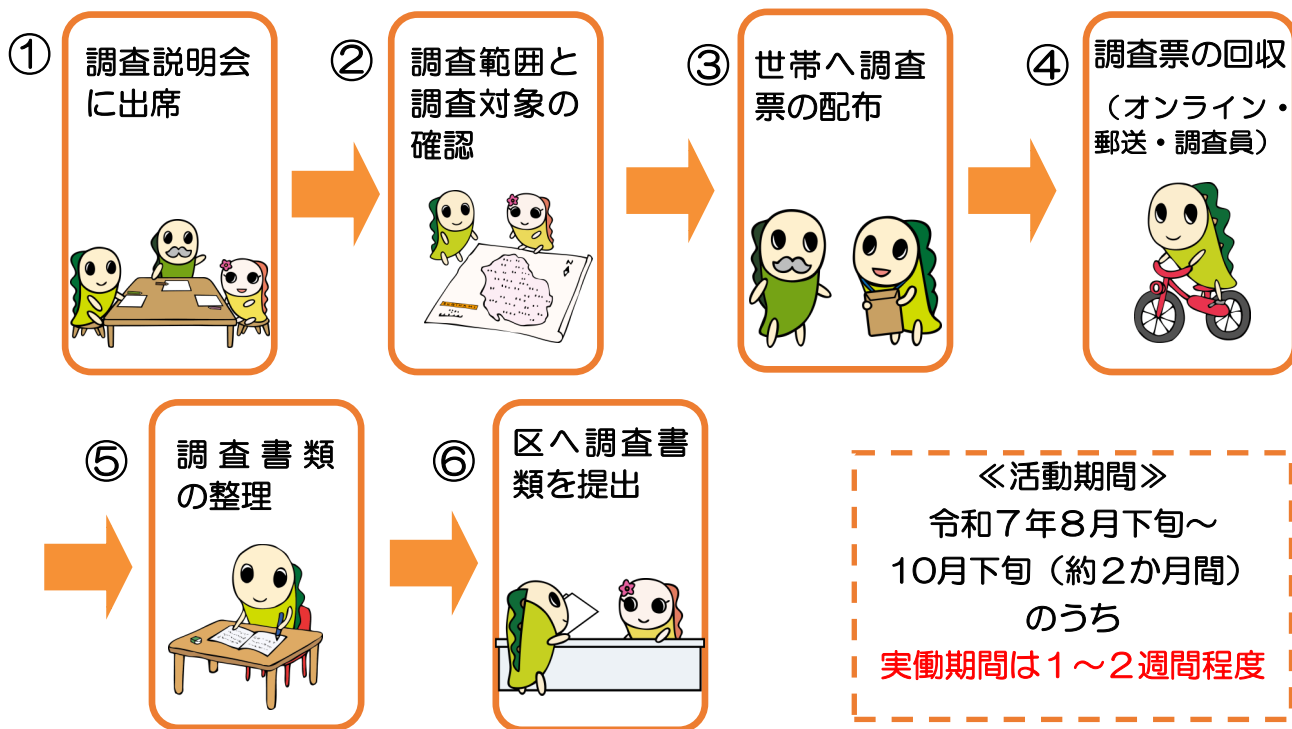 ①
調査説明会
に出席
②
調査範囲と
調査対象の
確認
③
世帯へ調査
票の配布
④
調査票の回収
（オンライン・
郵送・調査員）
⑤
調査書類
の整理
⑥
区へ調査書
類を提出
≪活動期間≫
令和７年８月下旬～
10月下旬（約２か月間）
のうち
実働期間は１～２週間程度